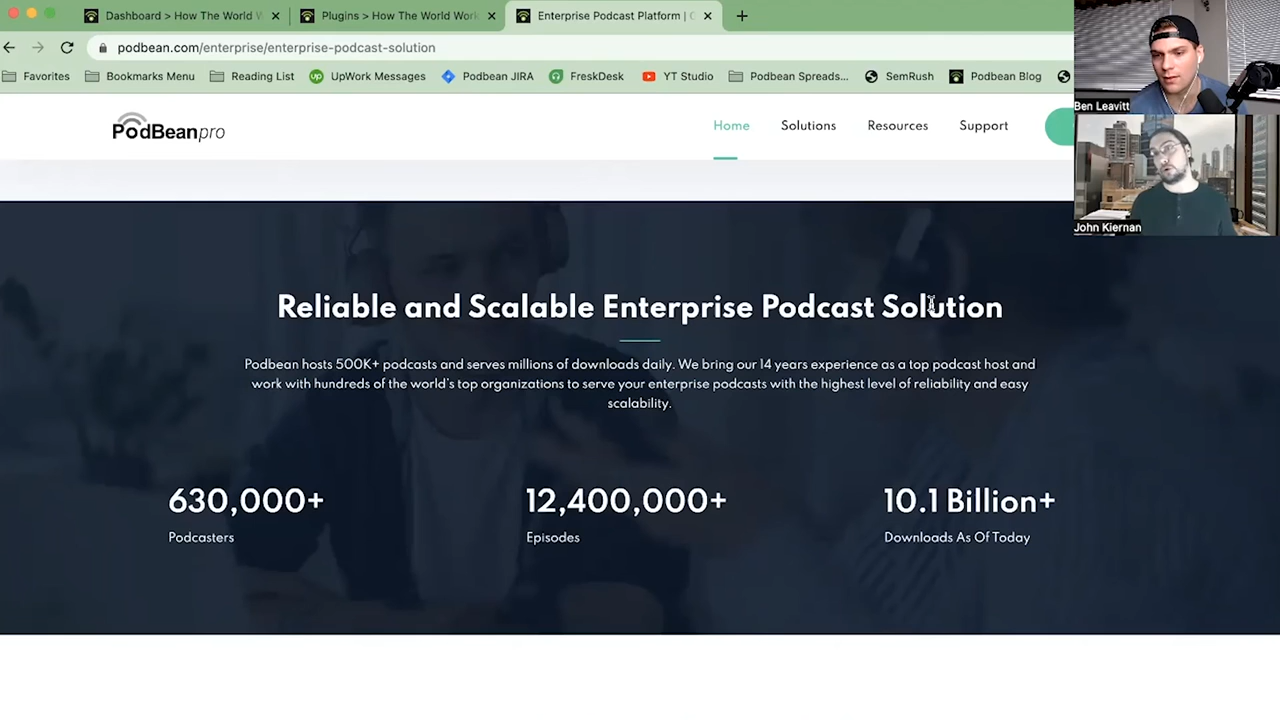 Dashboard > How The World W
Plugins > How The World Work
Enterprise Podcast Platform | G
podbean.com/enterprise/enterprise-podcast-solution
Favorites
Bookmarks Menu
Reading List
up
UpWork Messages
Podbean JIRA
FreskDesk
YT Studio
Podbean Spreads...
SemRush
Podbean Blog
Ben Leavitt
John Kiernan
PodBeanpro
Home
Solutions
Resources
Support
Reliable and Scalable Enterprise Podcast Solution
Podbean hosts 500K+ podcasts and serves millions of downloads daily. We bring our 14 years experience as a top podcast host and
work with hundreds of the world's top organizations to serve your enterprise podcasts with the highest level of reliability and easy
scalability.
630,000+
12,400,000+
10.1 Billion+
Podcasters
Episodes
Downloads As Of Today